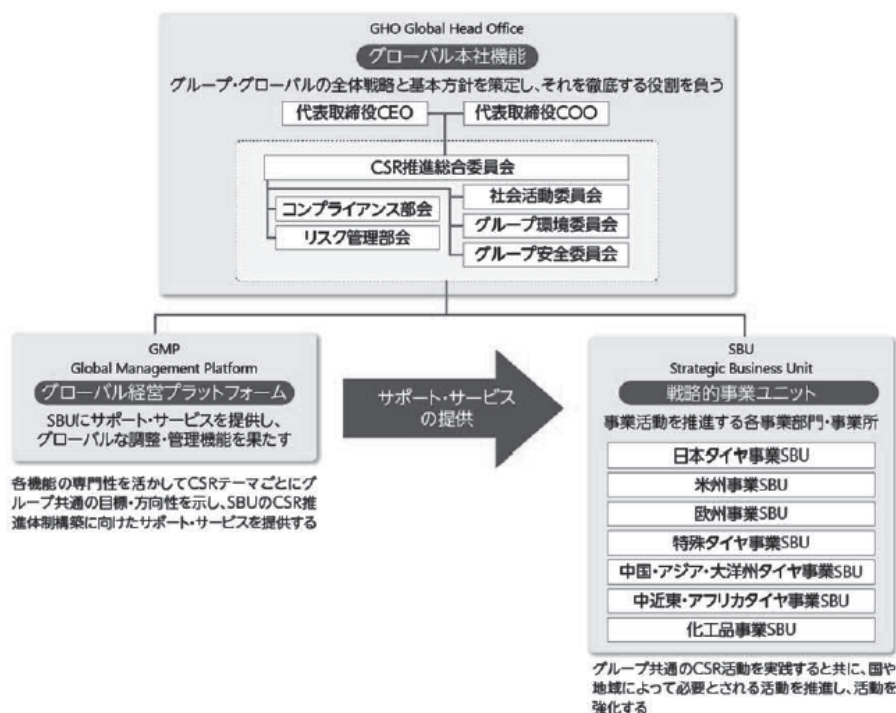 GHO Global Head Office
グローバル本社機能
グループ・グローバルの全体戦略と基本方針を策定し、それを徹底する役割を負う
代表取締役CEO
代表取締役COO
CSR推進総合委員会
コンプライアンス部会
リスク管理部会
社会活動委員会
グループ環境委員会
グループ安全委員会
GMP
Global Management Platform
グローバル経営プラットフォーム
SBUにサポート・サービスを提供し、
グローバルな調整・管理機能を果たす
各機能の専門性を活かしてCSRテーマごとにグ
ループ共通の目標・方向性を示し、SBUのCSR推
進体制構築に向けたサポート・サービスを提供する
サポート・サービス
の提供
SBU
Strategic Business Unit
戦略的事業ユニット
事業活動を推進する各事業部門・事業所
日本タイヤ事業SBU
米州事業SBU
欧州事業SBU
特殊タイヤ事業SBU
中国・アジア・大洋州タイヤ事業SBU
中近東・アフリカタイヤ事業SBU
化工品事業SBU
グループ共通のCSR活動を実践すると共に、国や
地域によって必要とされる活動を推進し、活動を
強化する